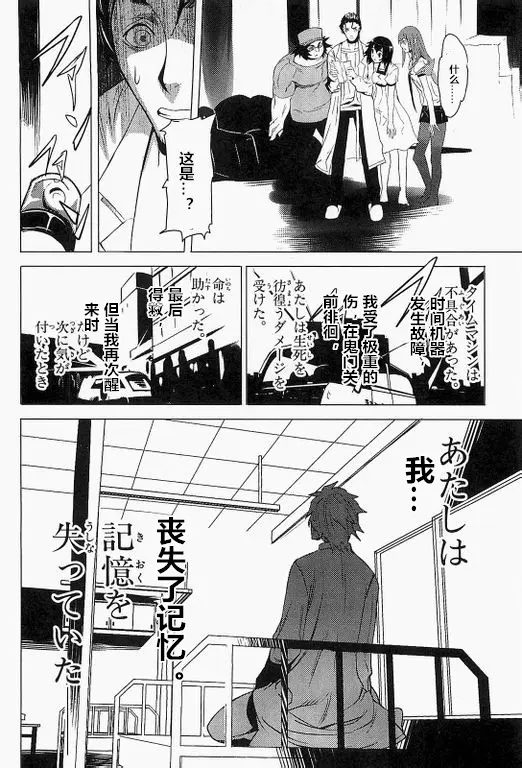 什么……
这是…？
タイムマシンは
不具合があった。
时间机器
发生故障
我受了极重的
伤，在鬼门关
前徘徊，
あたしは生死を
彷徨うダメージを
受けた。
命は
助かった。
最后
得救……
但当我再次醒
来时
だけど
次に気が
付いたとき
あたしは
我…
丧失了记忆。
記憶を
失っていた